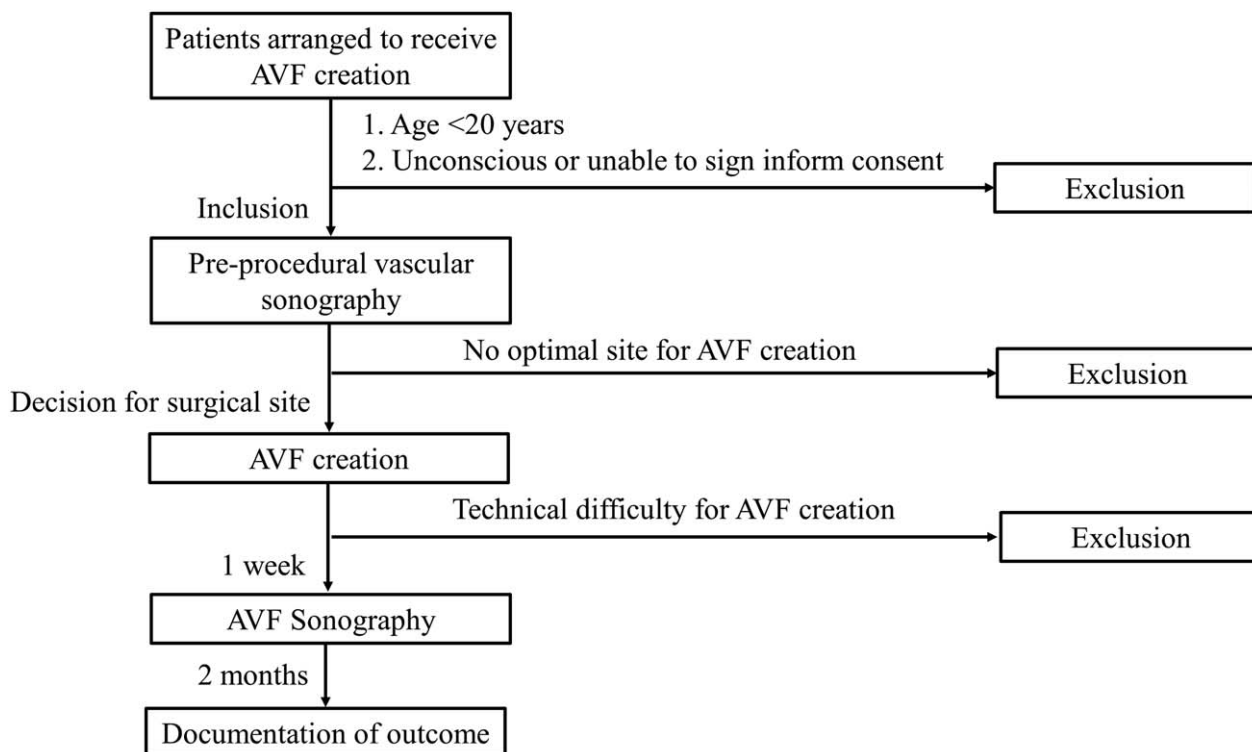 Patients arranged to receive
AVF creation
1. Age <20 years
2. Unconscious or unable to sign inform consent
Exclusion
Inclusion
Pre-procedural vascular
sonography
No optimal site for AVF creation
Exclusion
Decision for surgical site
AVF creation
Technical difficulty for AVF creation
Exclusion
1 week
AVF Sonography
2 months
Documentation of outcome